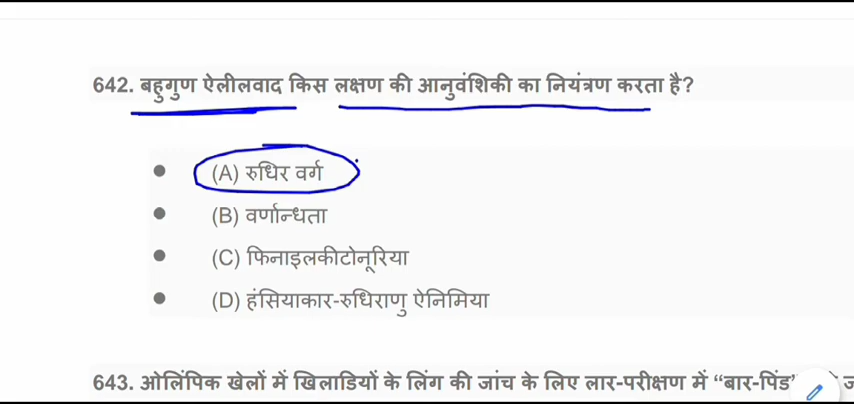 642. बहुगुण ऐलीलवाद किस लक्षण की आनुवंशिकी का नियंत्रण करता है?
(A) रुधिर वर्ग
(B) वर्णान्धता
(C) फिनाइलकीटोनूरिया
(D) हंसियाकार-रुधिराणु ऐनिमिया
643. ओलिंपिक खेलों में खिलाडियों के लिंग की जांच के लिए लार-परीक्षण में “बार-पिंड”